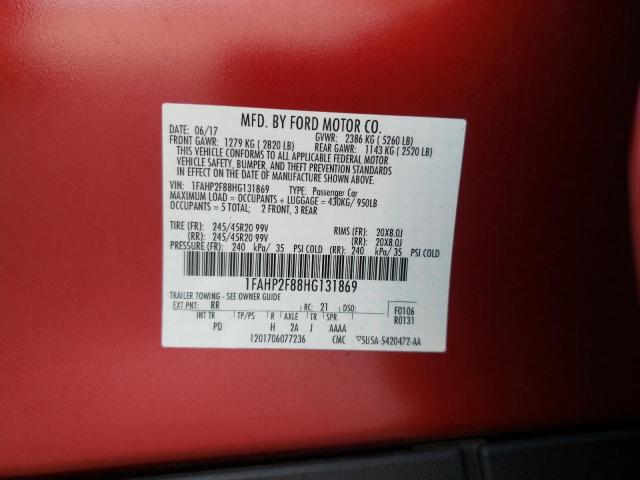 MFD. BY FORD MOTOR CO.
DATE: 06/17 GVWR: 2386 KG ( 5260 LB)
FRONT GAWR: 1279 KG ( 2820 LB) REAR GAWR: 1143 KG ( 2520 LB)
THIS VEHICLE CONFORMS TO ALL APPLICABLE FEDERAL MOTOR
VEHICLE SAFETY, BUMPER, AND THEFT PREVENTION STANDARDS
IN EFFECT ON THE DATE OF MANUFACTURE SHOWN ABOVE.
VIN: 1FAHP2F88HG131869 TYPE: Passenger Car
MAXIMUM LOAD = OCCUPANTS + LUGGAGE = 430KG/ 950LB
OCCUPANTS = 5 TOTAL; 2 FRONT, 3 REAR
TIRE (FR): 245/45R20 99V RIMS (FR): 20X8.0J
(RR): 245/45R20 99V (RR): 20X8.0J
PRESSURE (FR): 240 kPa/ 35 PSI COLD (RR): 240 kPa/ 35 PSI COLD
1FAHP2F88HG131869
TRAILER TOWING - SEE OWNER GUIDE
EXT PNT: RR RC: 21 DSO: F0106
INT TR TP/PS R AXLE TR SPR R0131
PD H 2A J AAAA
1201706077236 CMC 5U5A-5420472-AA